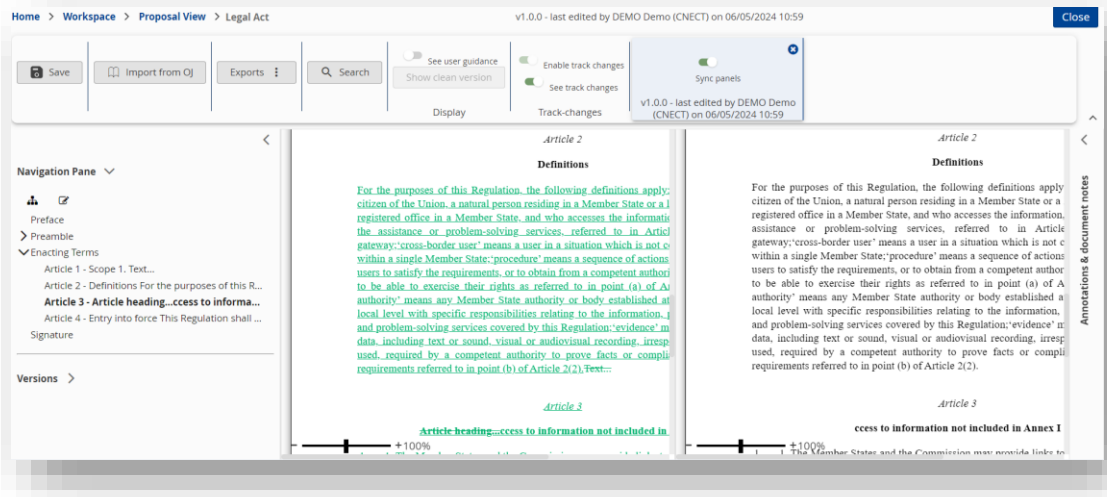 Home > Workspace > Proposal View > Legal Act
v1.0.0 - last edited by DEMO Demo (CNECT) on 06/05/2024 10:59
Close
Save
Import from OJ
Exports
Search
See user guidance
Show clean version
Display
Enable track changes
See track changes
Track-changes
Sync panels
v1.0.0 - last edited by DEMO Demo
(CNECT) on 06/05/2024 10:59
Navigation Pane
Preface
Preamble
Enacting Terms
Article 1 - Scope 1. Text...
Article 2 - Definitions For the purposes of this R...
Article 3 - Article heading...ccess to informa...
Article 4 - Entry into force This Regulation shall ...
Signature
Versions
Article 2
Definitions
For the purposes of this Regulation, the following definitions apply:
citizen of the Union, a natural person residing in a Member State or a l
registered office in a Member State, and who accesses the informatio
the assistance or problem-solving services, referred to in Articl
gateway;‘cross-border user’ means a user in a situation which is not co
within a single Member State;‘procedure’ means a sequence of actions
users to satisfy the requirements, or to obtain from a competent authori
to be able to exercise their rights as referred to in point (a) of Ar
authority’ means any Member State authority or body established at
local level with specific responsibilities relating to the information, p
and problem-solving services covered by this Regulation;‘evidence’ m
data, including text or sound, visual or audiovisual recording, irresp
used, required by a competent authority to prove facts or complia
requirements referred to in point (b) of Article 2(2).Text...
Article 3
Article heading...ccess to information not included in
+100%
Article 2
Definitions
For the purposes of this Regulation, the following definitions apply
citizen of the Union, a natural person residing in a Member State or a
registered office in a Member State, and who accesses the information,
assistance or problem-solving services, referred to in Article
gateway;‘cross-border user’ means a user in a situation which is not c
within a single Member State;‘procedure’ means a sequence of actions
users to satisfy the requirements, or to obtain from a competent author
to be able to exercise their rights as referred to in point (a) of A
authority’ means any Member State authority or body established a
local level with specific responsibilities relating to the information,
and problem-solving services covered by this Regulation;‘evidence’ m
data, including text or sound, visual or audiovisual recording, irresp
used, required by a competent authority to prove facts or compli
requirements referred to in point (b) of Article 2(2).
Article 3
ccess to information not included in Annex I
+100%
The Member States and the Commission may provide links to
Annotations & document notes